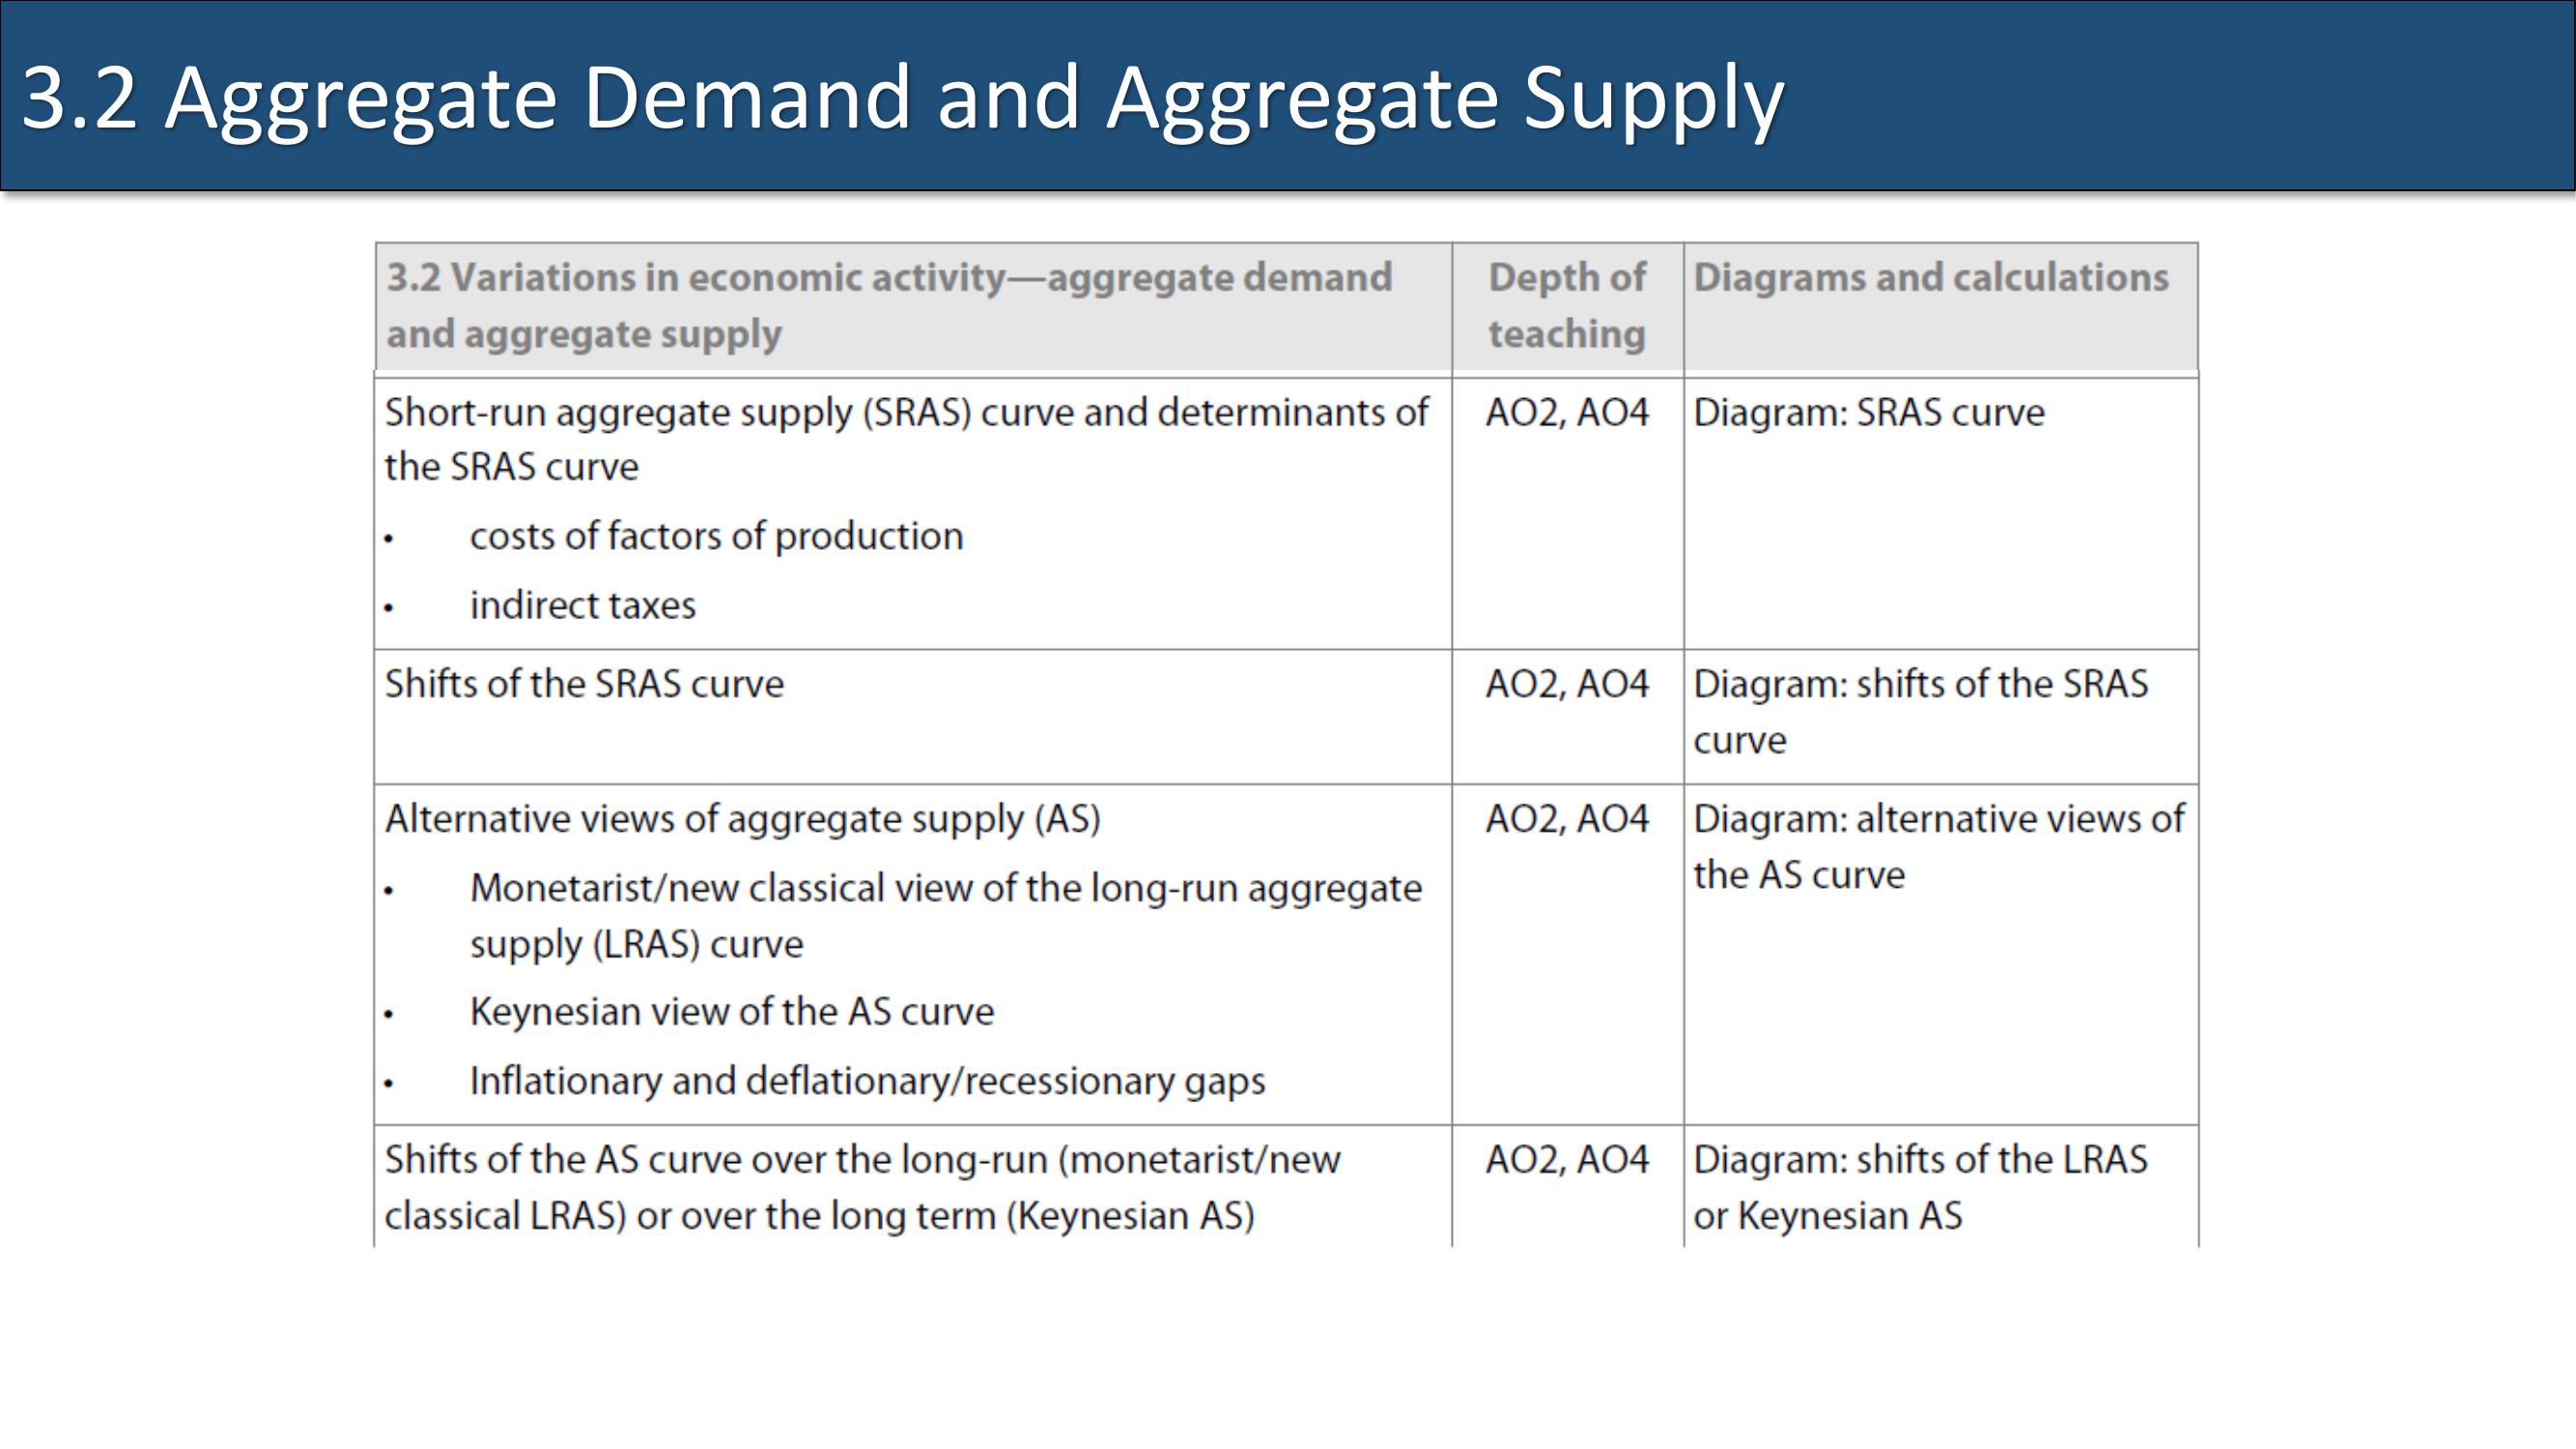 3.2 Aggregate Demand and Aggregate Supply
3.2 Variations in economic activity—aggregate demand
and aggregate supply
Depth of
teaching
Diagrams and calculations
Short-run aggregate supply (SRAS) curve and determinants of
the SRAS curve
• costs of factors of production
• indirect taxes
AO2, AO4
Diagram: SRAS curve
Shifts of the SRAS curve
AO2, AO4
Diagram: shifts of the SRAS
curve
Alternative views of aggregate supply (AS)
• Monetarist/new classical view of the long-run aggregate
supply (LRAS) curve
• Keynesian view of the AS curve
• Inflationary and deflationary/recessionary gaps
AO2, AO4
Diagram: alternative views of
the AS curve
Shifts of the AS curve over the long-run (monetarist/new
classical LRAS) or over the long term (Keynesian AS)
AO2, AO4
Diagram: shifts of the LRAS
or Keynesian AS